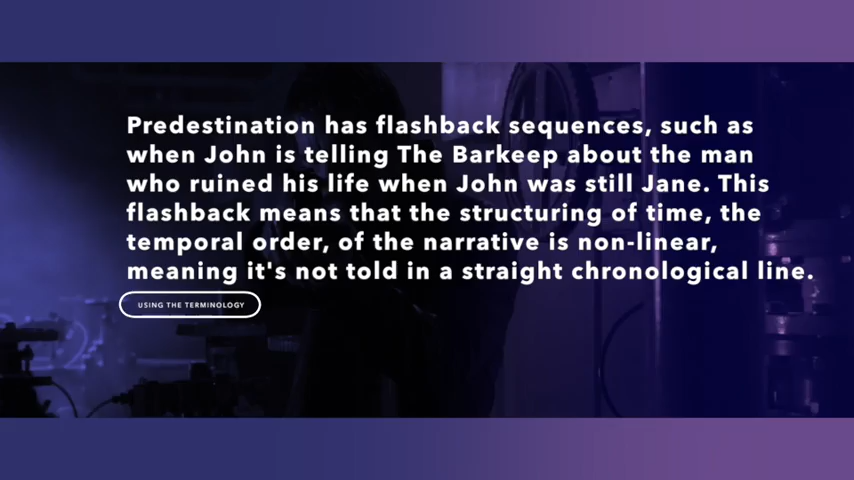 Predestination has flashback sequences, such as
when John is telling The Barkeep about the man
who ruined his life when John was still Jane. This
flashback means that the structuring of time, the
temporal order, of the narrative is non-linear,
meaning it's not told in a straight chronological line.
USING THE TERMINOLOGY